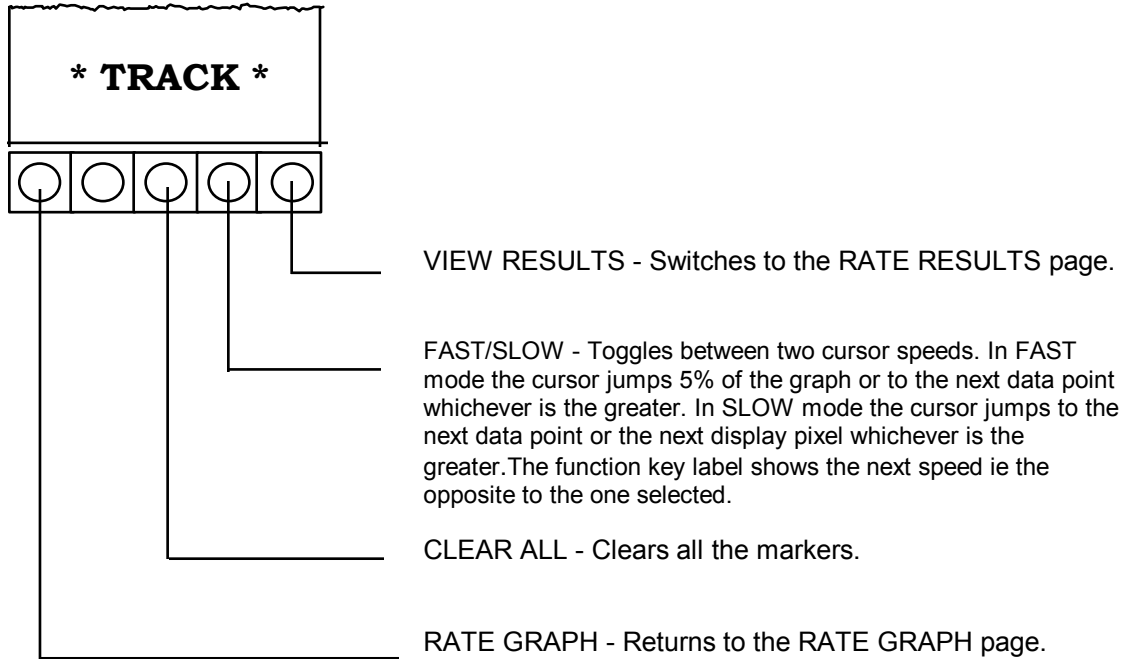 * TRACK *
VIEW RESULTS - Switches to the RATE RESULTS page.
FAST/SLOW - Toggles between two cursor speeds. In FAST
mode the cursor jumps 5% of the graph or to the next data point
whichever is the greater. In SLOW mode the cursor jumps to the
next data point or the next display pixel whichever is the
greater.The function key label shows the next speed ie the
opposite to the one selected.
CLEAR ALL - Clears all the markers.
RATE GRAPH - Returns to the RATE GRAPH page.